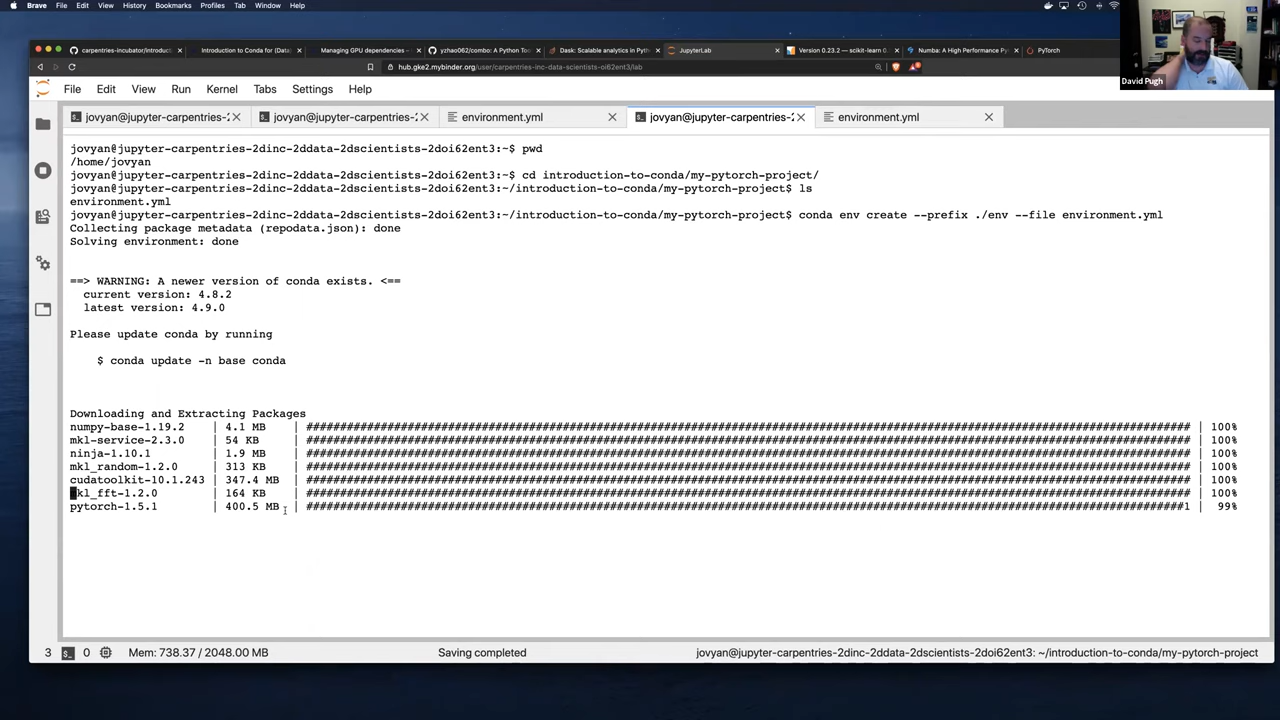 Brave File Edit View History Bookmarks Profiles Tab Window Help
carpentries-incubator/introduct
Introduction to Conda for (Data)
Managing GPU dependencies –
yzhao062/combo: A Python Too
Dask: Scalable analytics in Pytho
JupyterLab
Version 0.23.2 — scikit-learn 0
Numba: A High Performance Py
PyTorch
hub.gke2.mybinder.org/user/carpentries-inc-data-scientists-oi62ent3/lab
David Pugh
File Edit View Run Kernel Tabs Settings Help
jovyan@jupyter-carpentries-2
jovyan@jupyter-carpentries-2
environment.yml
jovyan@jupyter-carpentries-2
environment.yml
jovyan@jupyter-carpentries-2dinc-2ddata-2dscientists-2doi62ent3:~$ pwd
/home/jovyan
jovyan@jupyter-carpentries-2dinc-2ddata-2dscientists-2doi62ent3:~$ cd introduction-to-conda/my-pytorch-project/
jovyan@jupyter-carpentries-2dinc-2ddata-2dscientists-2doi62ent3:~/introduction-to-conda/my-pytorch-project$ ls
environment.yml
jovyan@jupyter-carpentries-2dinc-2ddata-2dscientists-2doi62ent3:~/introduction-to-conda/my-pytorch-project$ conda env create --prefix ./env --file environment.yml
Collecting package metadata (repodata.json): done
Solving environment: done
==> WARNING: A newer version of conda exists. <==
current version: 4.8.2
latest version: 4.9.0
Please update conda by running
$ conda update -n base conda
Downloading and Extracting Packages
numpy-base-1.19.2 | 4.1 MB | ################################################################################ | 100%
mkl-service-2.3.0 | 54 KB | ################################################################################ | 100%
ninja-1.10.1 | 1.9 MB | ################################################################################ | 100%
mkl_random-1.2.0 | 313 KB | ################################################################################ | 100%
cudatoolkit-10.1.243 | 347.4 MB | ################################################################################ | 100%
kl_fft-1.2.0 | 164 KB | ################################################################################ | 100%
pytorch-1.5.1 | 400.5 MB | ###############################################################################1 | 99%
3 $_ 0 Mem: 738.37 / 2048.00 MB Saving completed jovyan@jupyter-carpentries-2dinc-2ddata-2dscientists-2doi62ent3: ~/introduction-to-conda/my-pytorch-project